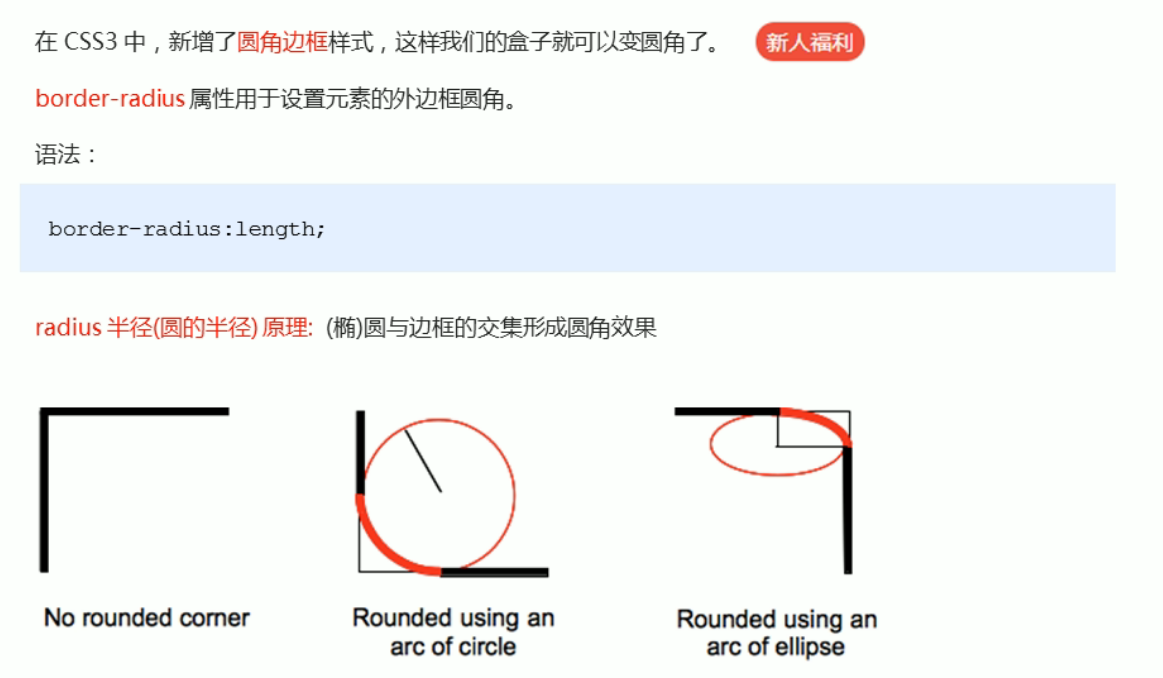 在 CSS3 中，新增了圆角边框样式，这样我们的盒子就可以变圆角了。 新人福利
border-radius 属性用于设置元素的外边框圆角。
语法：
border-radius:length;
radius 半径(圆的半径) 原理: (椭)圆与边框的交集形成圆角效果
No rounded corner
Rounded using an
arc of circle
Rounded using an
arc of ellipse